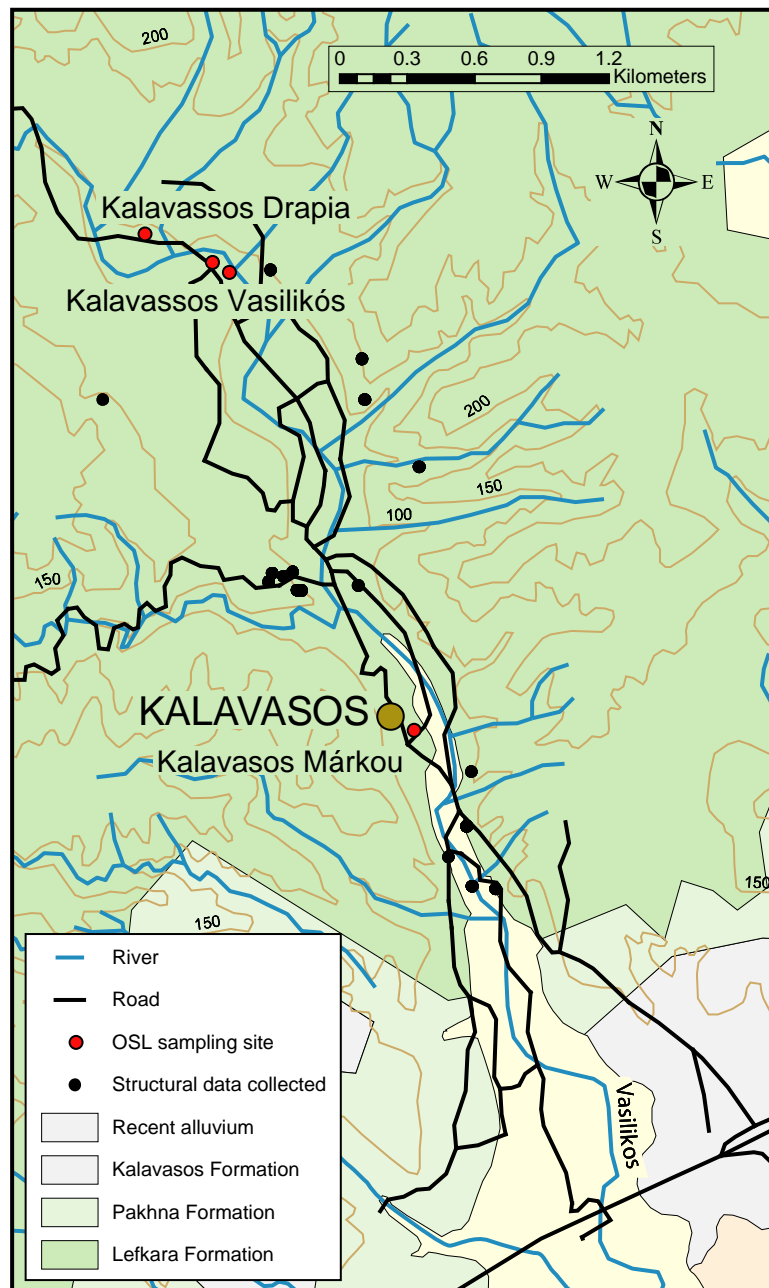 200
0 0.3 0.6 0.9 1.2
Kilometers
N
W E
S
Kalavassos Drapia
Kalavassos Vasilikós
200
150
100
150
KALAVASOS
Kalavasos Márkou
150
150
River
Road
OSL sampling site
Structural data collected
Recent alluvium
Kalavasos Formation
Pakhna Formation
Lefkara Formation
Vasilikos